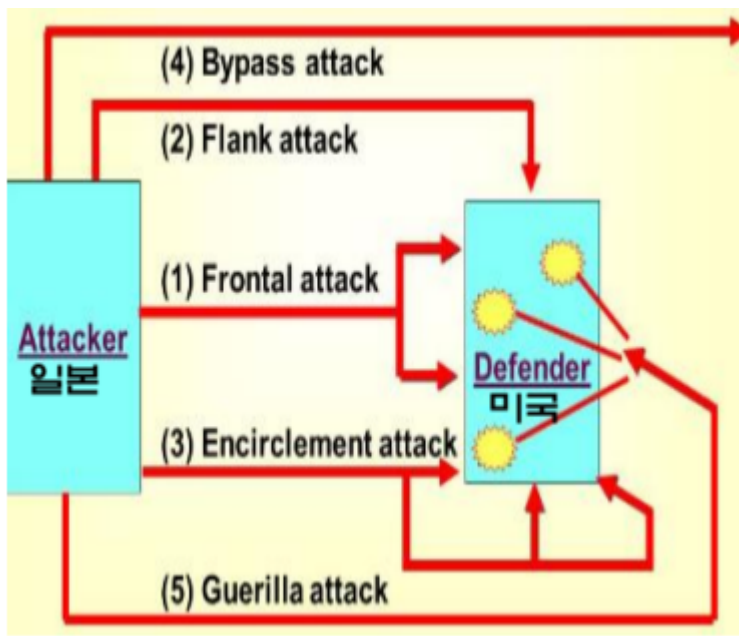 (4) Bypass attack
(2) Flank attack
(1) Frontal attack
Attacker
일본
Defender
미국
(3) Encirclement attack
(5) Guerilla attack